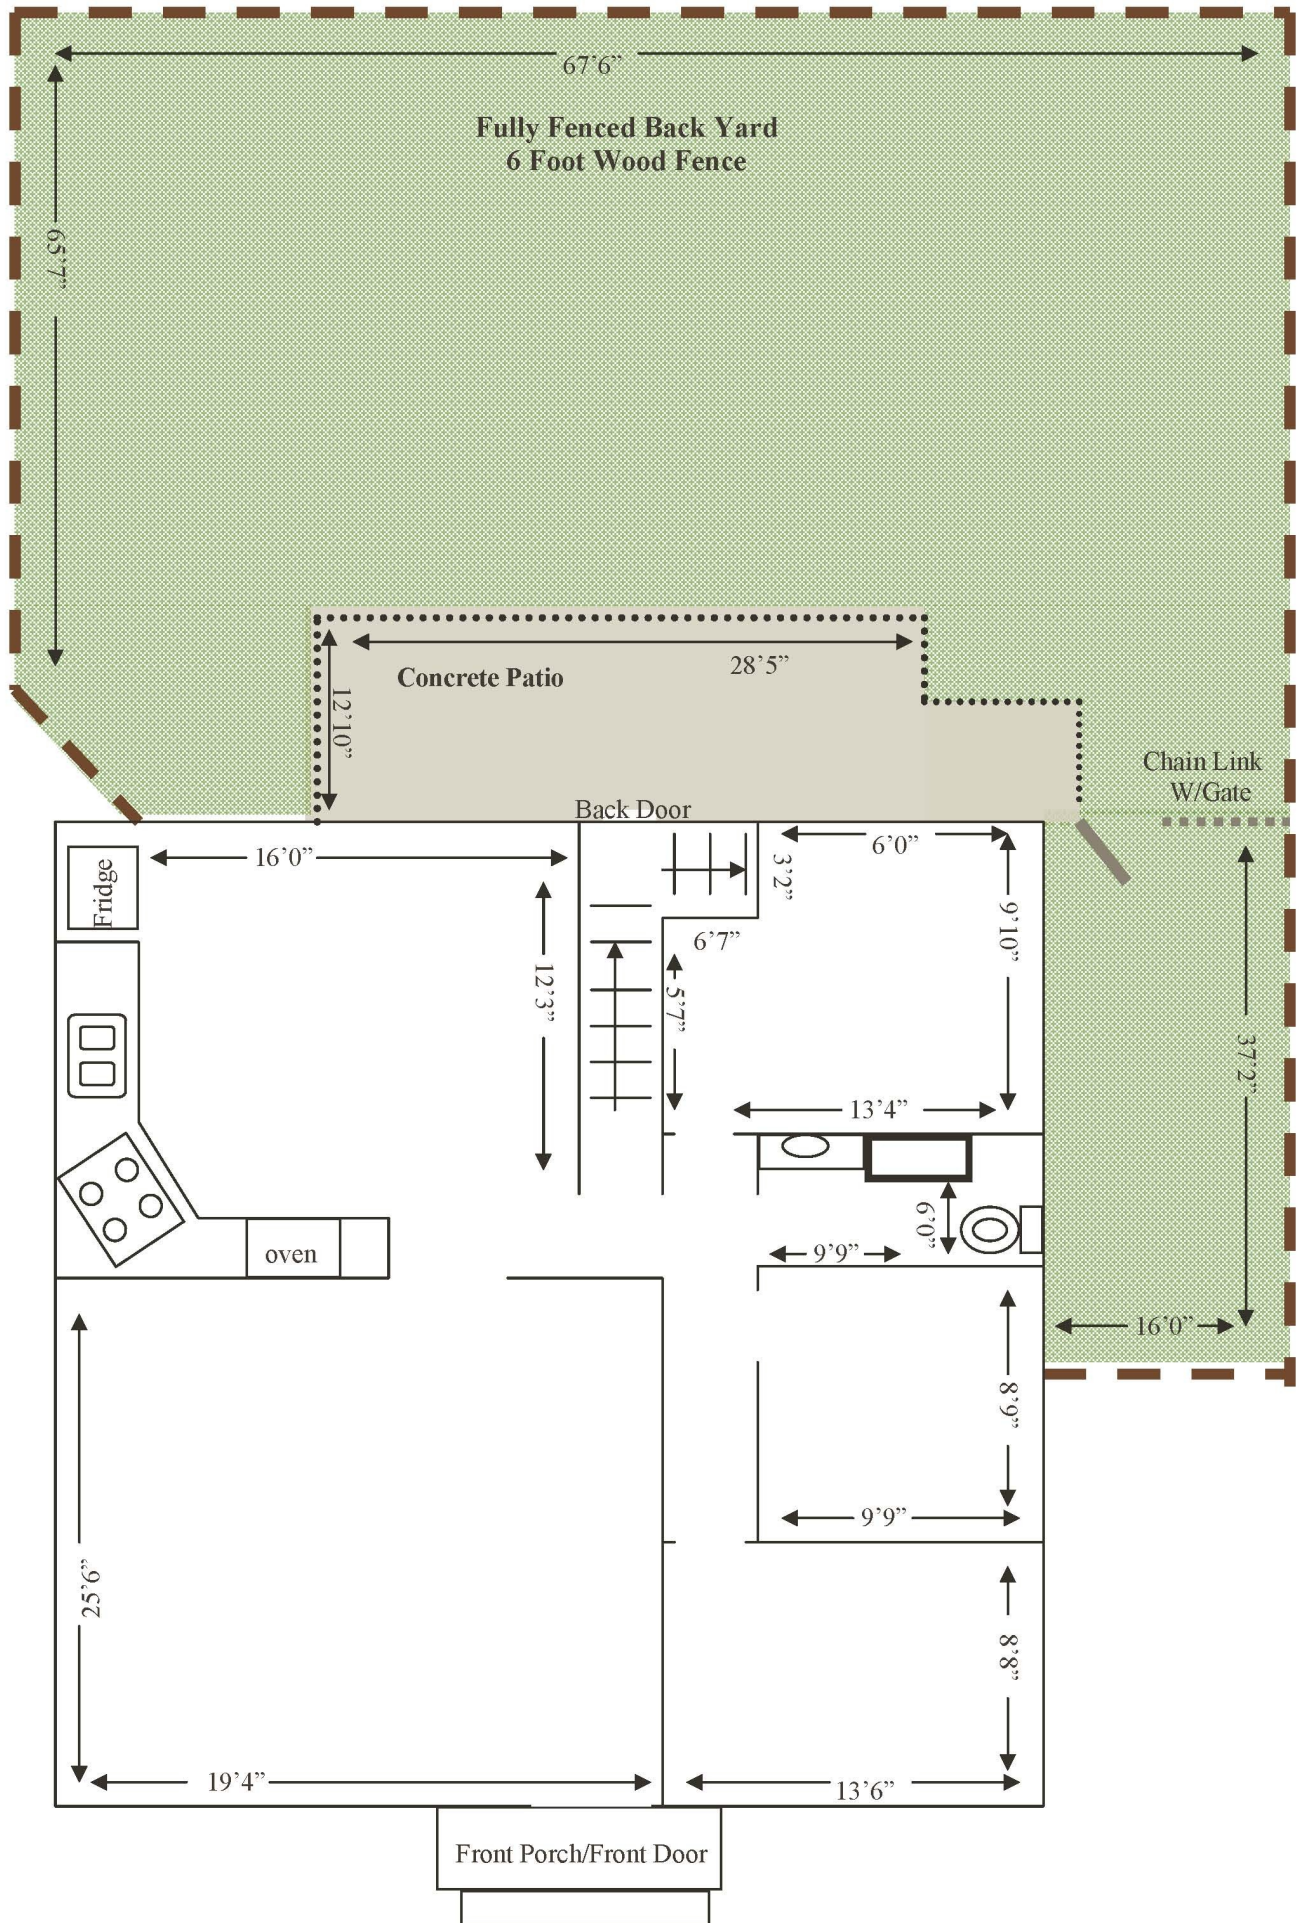 67’6”
Fully Fenced Back Yard
6 Foot Wood Fence
65’7”
28’5”
Concrete Patio
12’10”
Chain Link
W/Gate
Back Door
16’0”
Fridge
6’0”
3’2”
9’10”
6’7”
12’3”
5’7”
37’2”
13’4”
6’0”
9’9”
oven
16’0”
8’9”
9’9”
25’6”
8’8”
19’4”
13’6”
Front Porch/Front Door